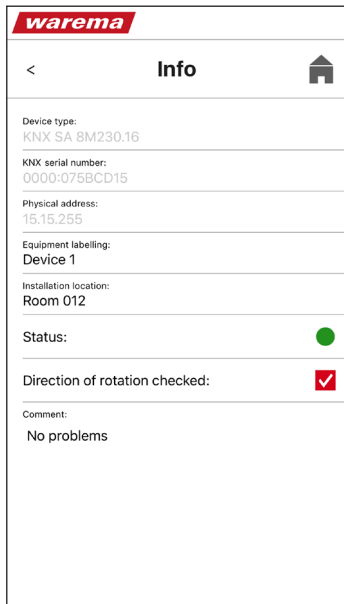 warema
< Info
Device type:
KNX SA 8M230.16
KNX serial number:
0000:075BCD15
Physical address:
15.15.255
Equipment labelling:
Device 1
Installation location:
Room 012
Status:
Direction of rotation checked:
Comment:
No problems